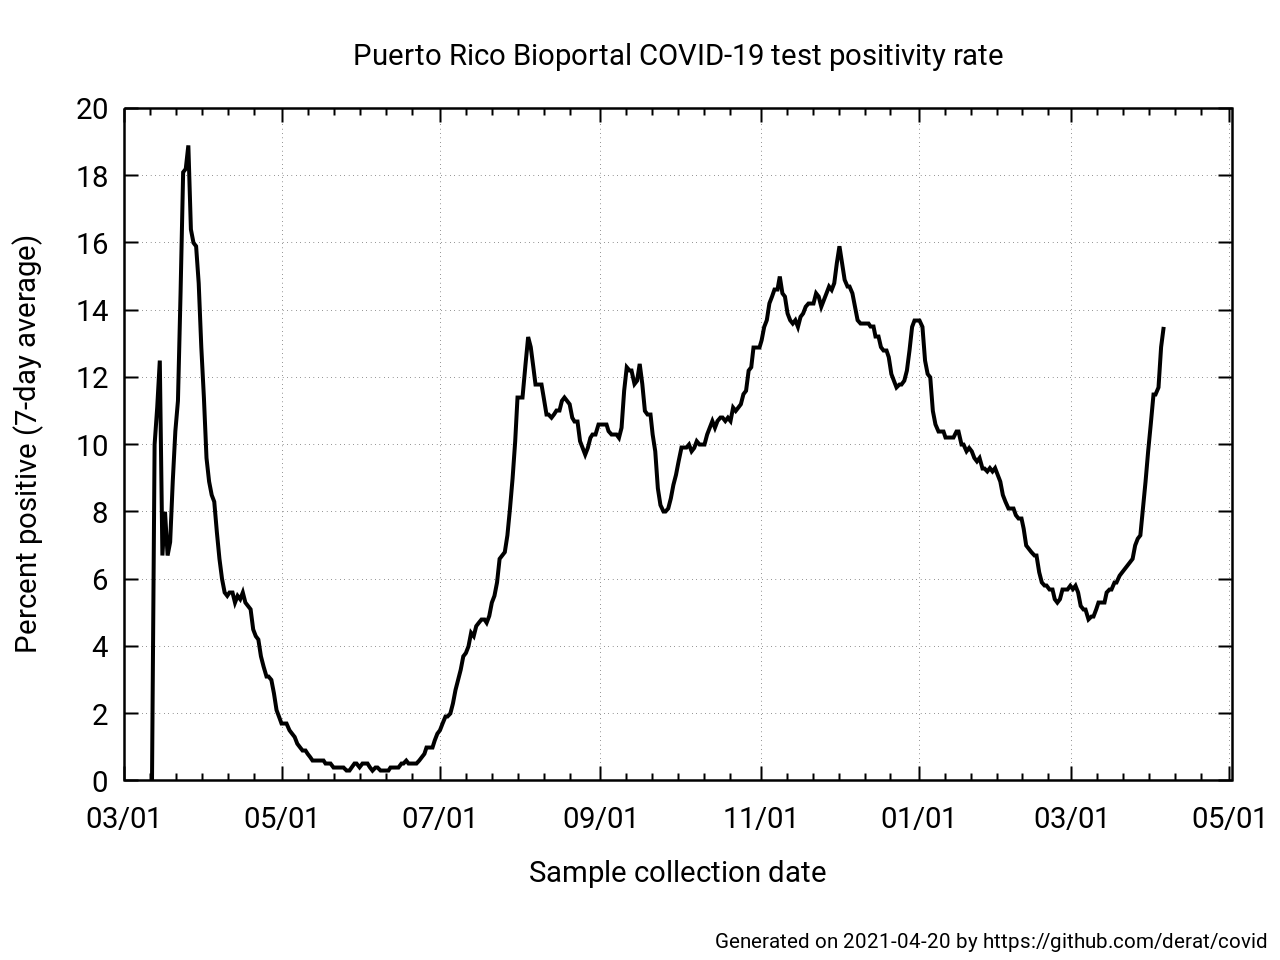 Puerto Rico Bioportal COVID-19 test positivity rate
Percent positive (7-day average)
20
18
16
14
12
10
8
6
4
2
0
03/01 05/01 07/01 09/01 11/01 01/01 03/01 05/01
Sample collection date
Generated on 2021-04-20 by https://github.com/derat/covid